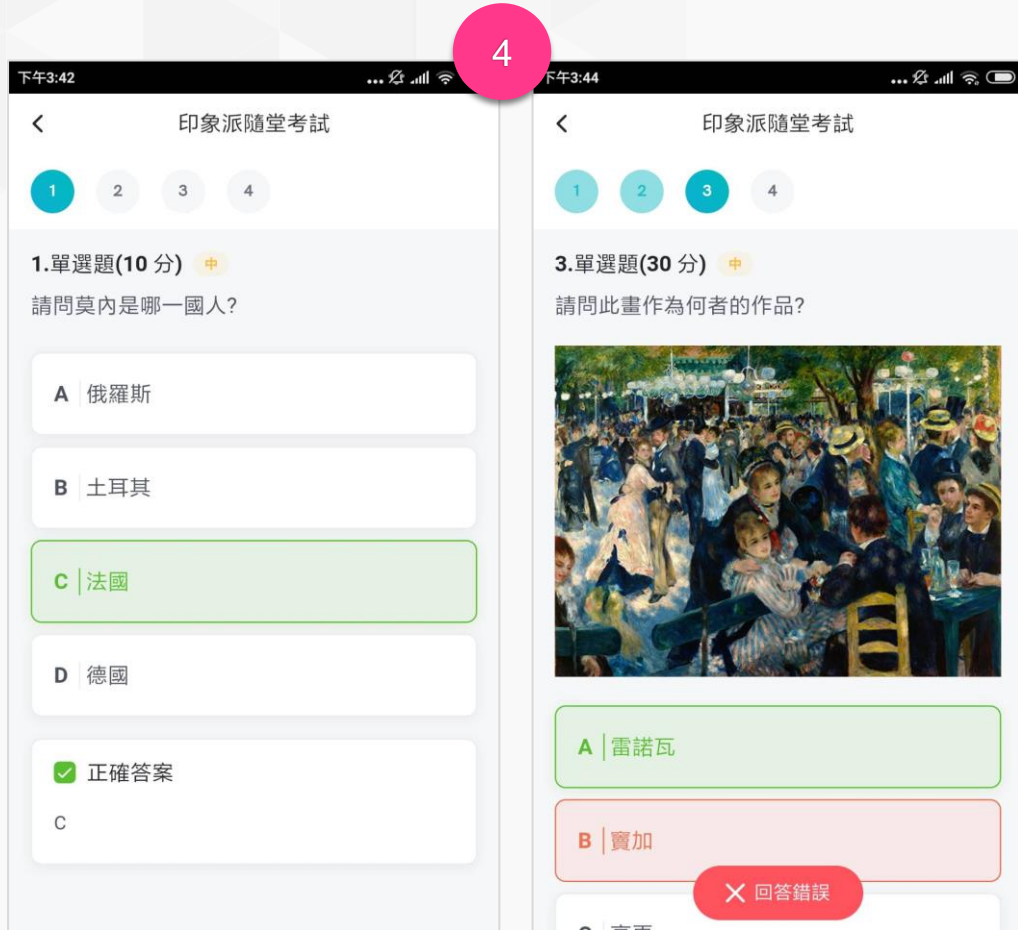 4
下午3:42
印象派隨堂考試
1 2 3 4
1.單選題(10 分) 中
請問莫內是哪一國人?
A 俄羅斯
B 土耳其
C 法國
D 德國
正確答案
C
下午3:44
印象派隨堂考試
1 2 3 4
3.單選題(30 分) 中
請問此畫作為何者的作品?
A 雷諾瓦
B 竇加
回答錯誤